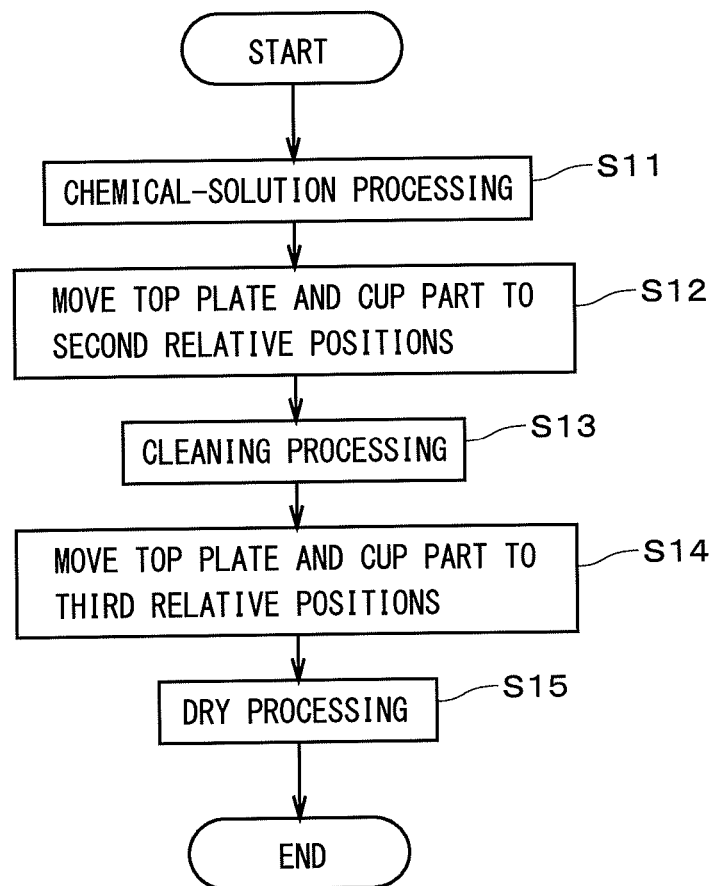 START
CHEMICAL-SOLUTION PROCESSING
S11
MOVE TOP PLATE AND CUP PART TO
SECOND RELATIVE POSITIONS
S12
CLEANING PROCESSING
S13
MOVE TOP PLATE AND CUP PART TO
THIRD RELATIVE POSITIONS
S14
DRY PROCESSING
S15
END